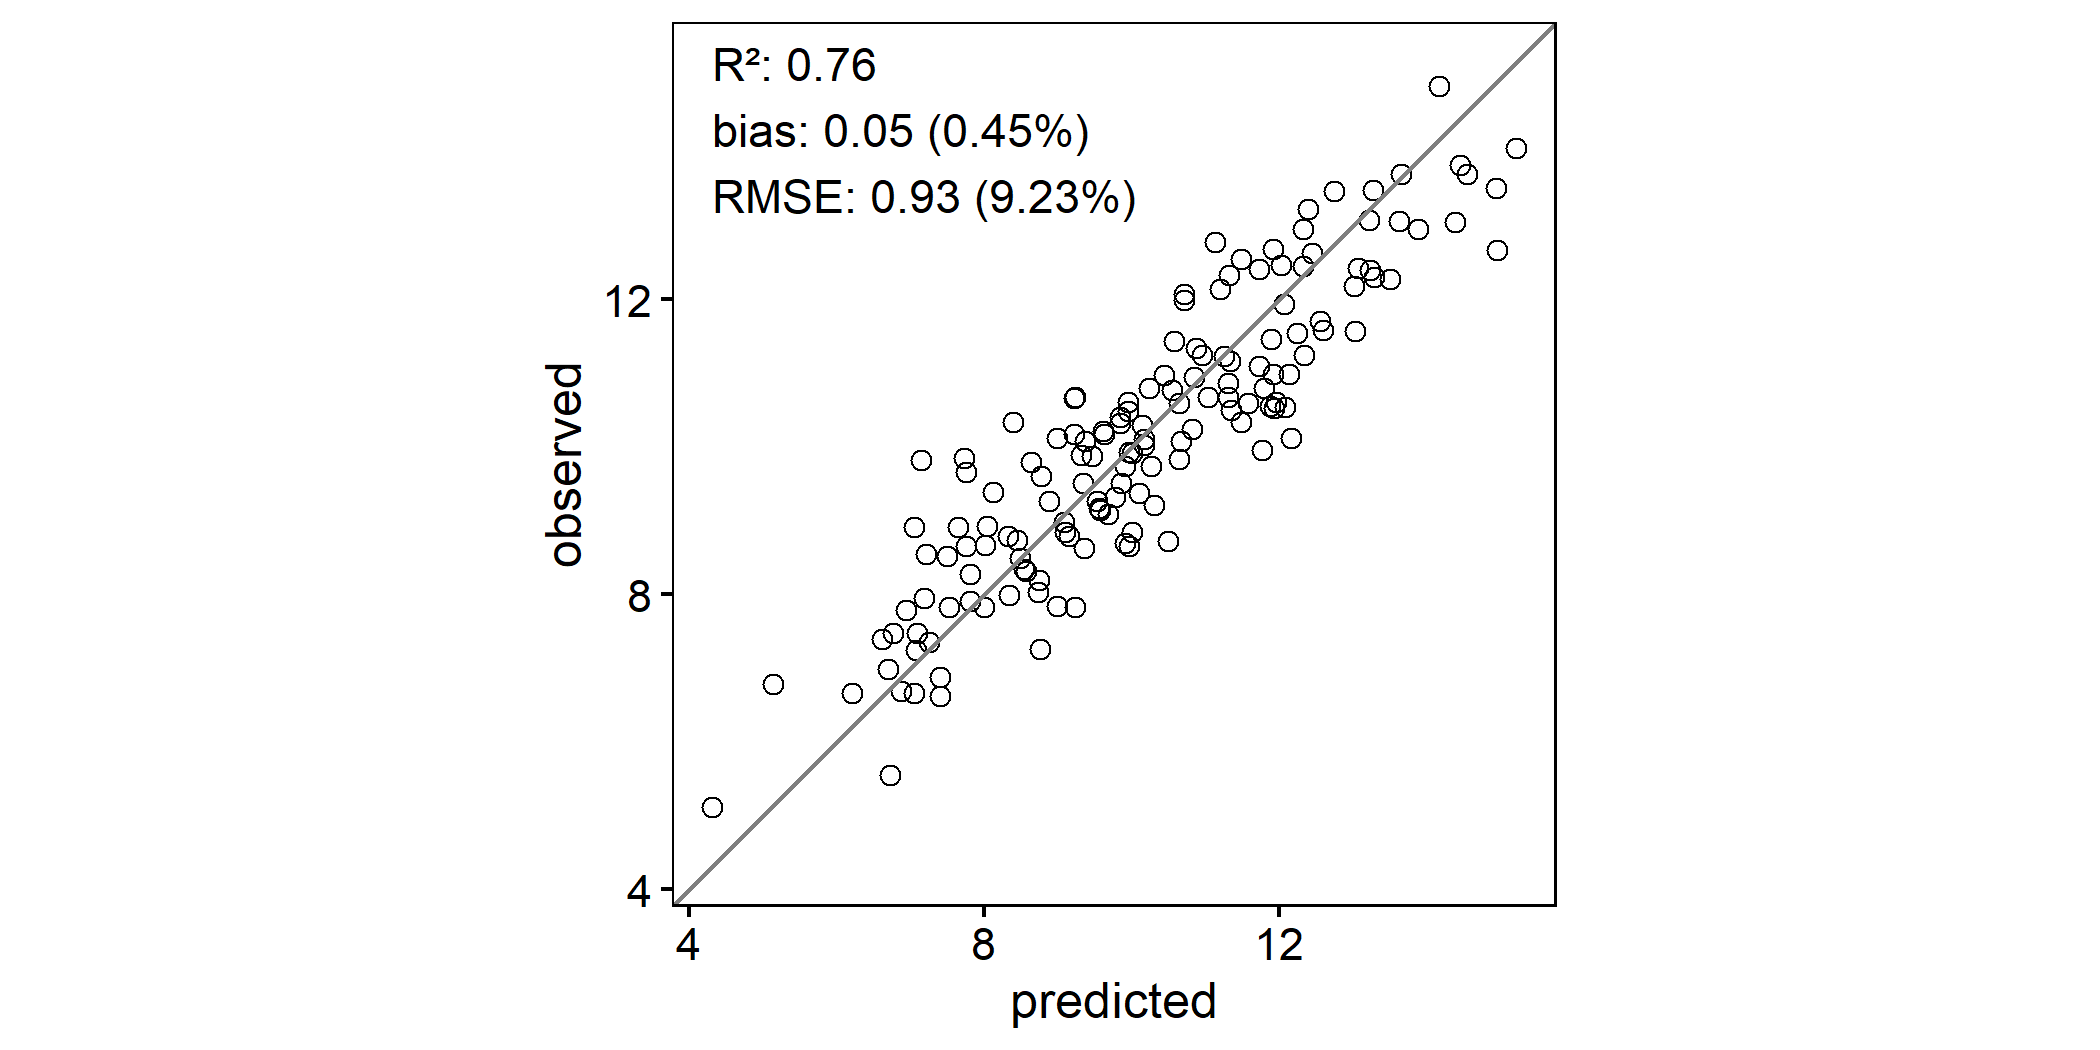 R²: 0.76
bias: 0.05 (0.45%)
RMSE: 0.93 (9.23%)
12
8
4
observed
4 8 12
predicted